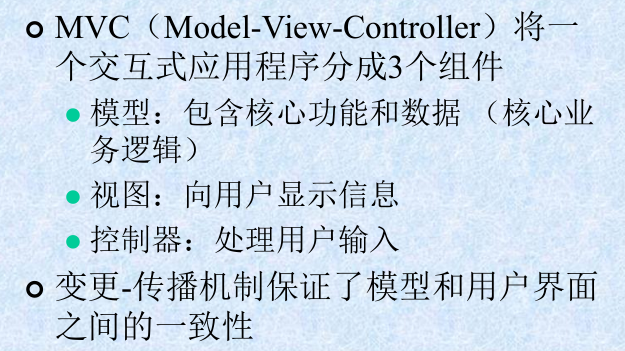 MVC（Model-View-Controller）将一
个交互式应用程序分成3个组件
模型：包含核心功能和数据 （核心业
务逻辑）
视图：向用户显示信息
控制器：处理用户输入
变更-传播机制保证了模型和用户界面
之间的一致性